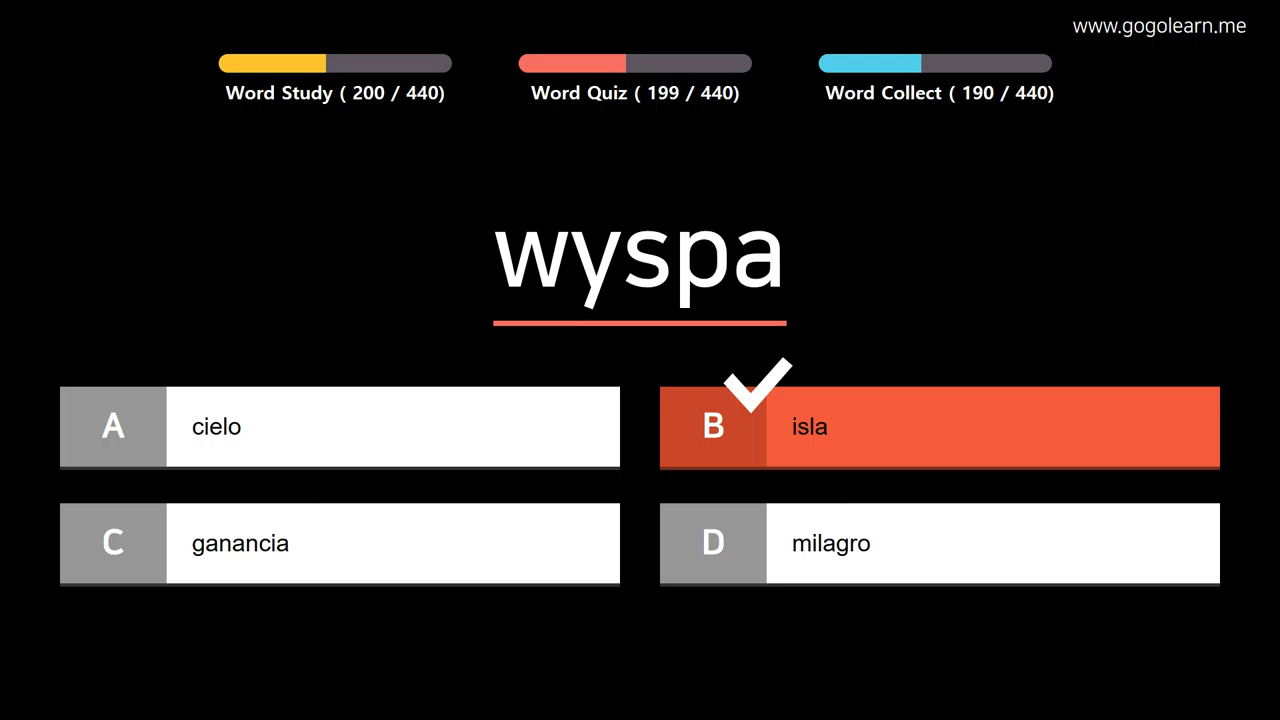 www.gogolearn.me
Word Study ( 200 / 440)
Word Quiz ( 199 / 440)
Word Collect ( 190 / 440)
wyspa
A cielo
B isla
C ganancia
D milagro